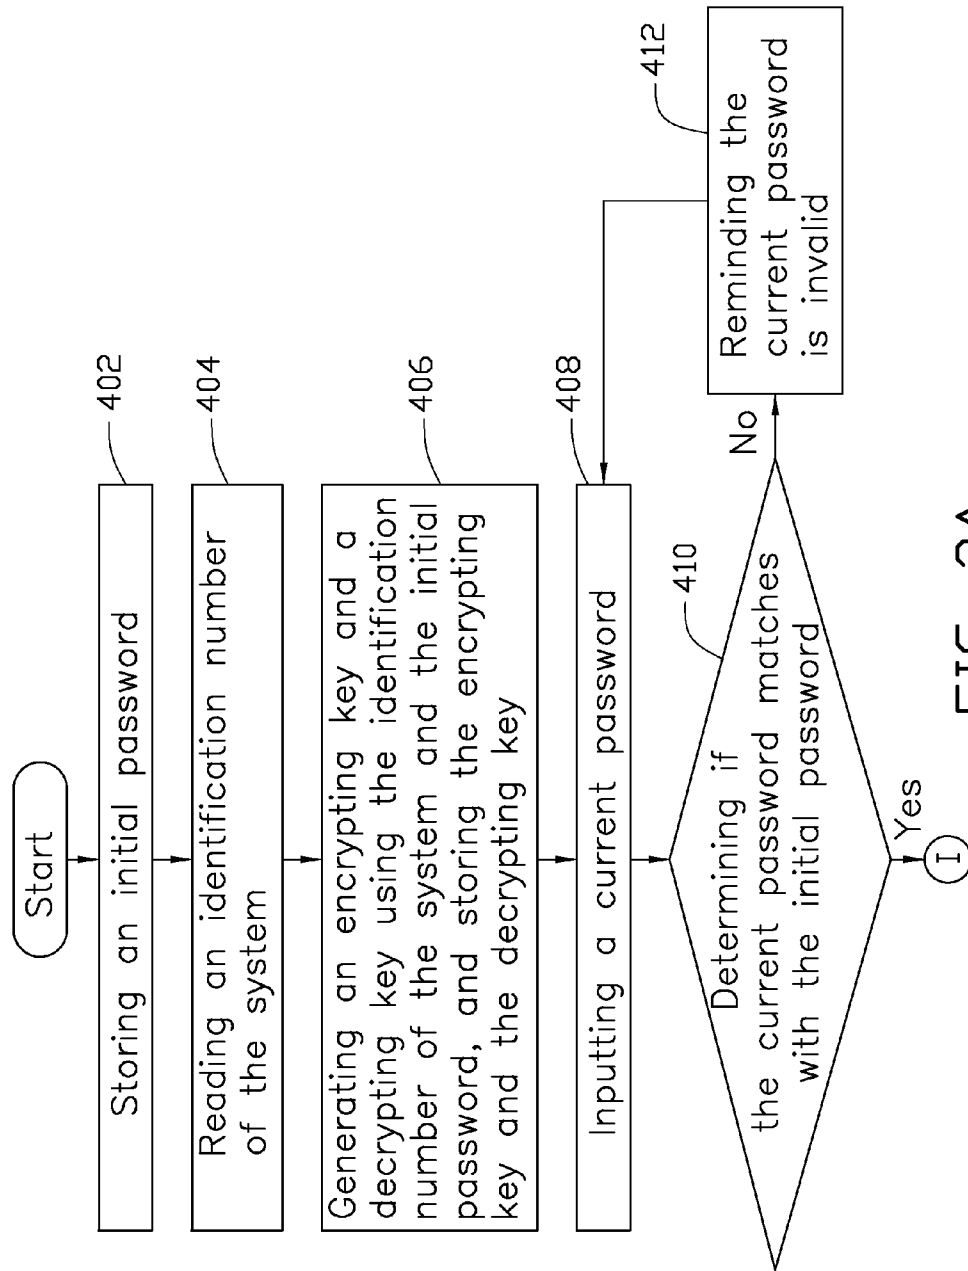 Start
Storing an initial password
402
Reading an identification number
of the system
404
Generating an encrypting key and a
decrypting key using the identification
number of the system and the initial
password, and storing the encrypting
key and the decrypting key
406
Inputting a current password
408
Determining if
the current password matches
with the initial password
410
No
Reminding the
current password
is invalid
412
Yes
I